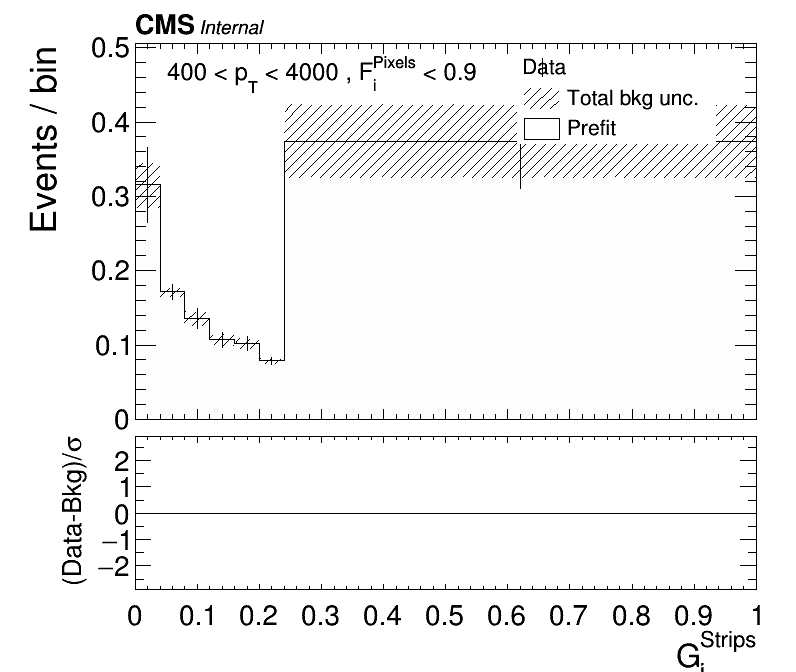 CMS Internal
400 < p_T < 4000 , F_i^Pixels < 0.9
Data
Total bkg unc.
Prefit
Events / bin
0.5
0.4
0.3
0.2
0.1
0
(Data-Bkg)/σ
2
1
0
−1
−2
0 0.1 0.2 0.3 0.4 0.5 0.6 0.7 0.8 0.9 1
G_i^Strips